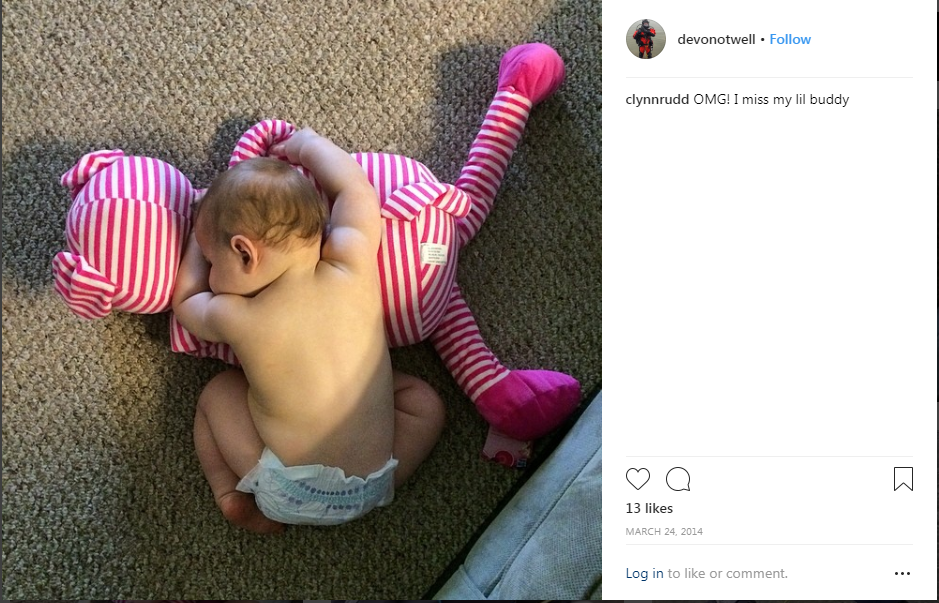 devonotwell • Follow
clynnrudd OMG! I miss my lil buddy
13 likes
MARCH 24, 2014
Log in to like or comment.